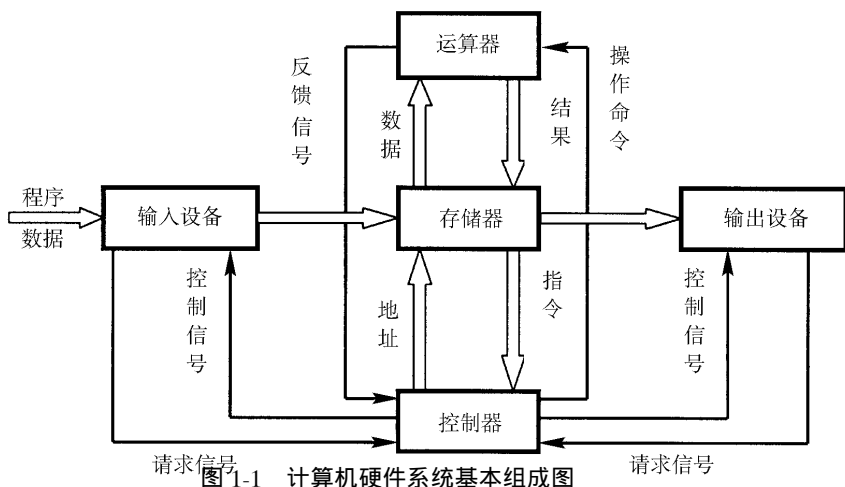 运算器
反馈信号
操作命令
数据
结果
程序
数据
输入设备
存储器
输出设备
控制信号
地址
指令
控制信号
控制器
请求信号
请求信号
图 1-1 计算机硬件系统基本组成图